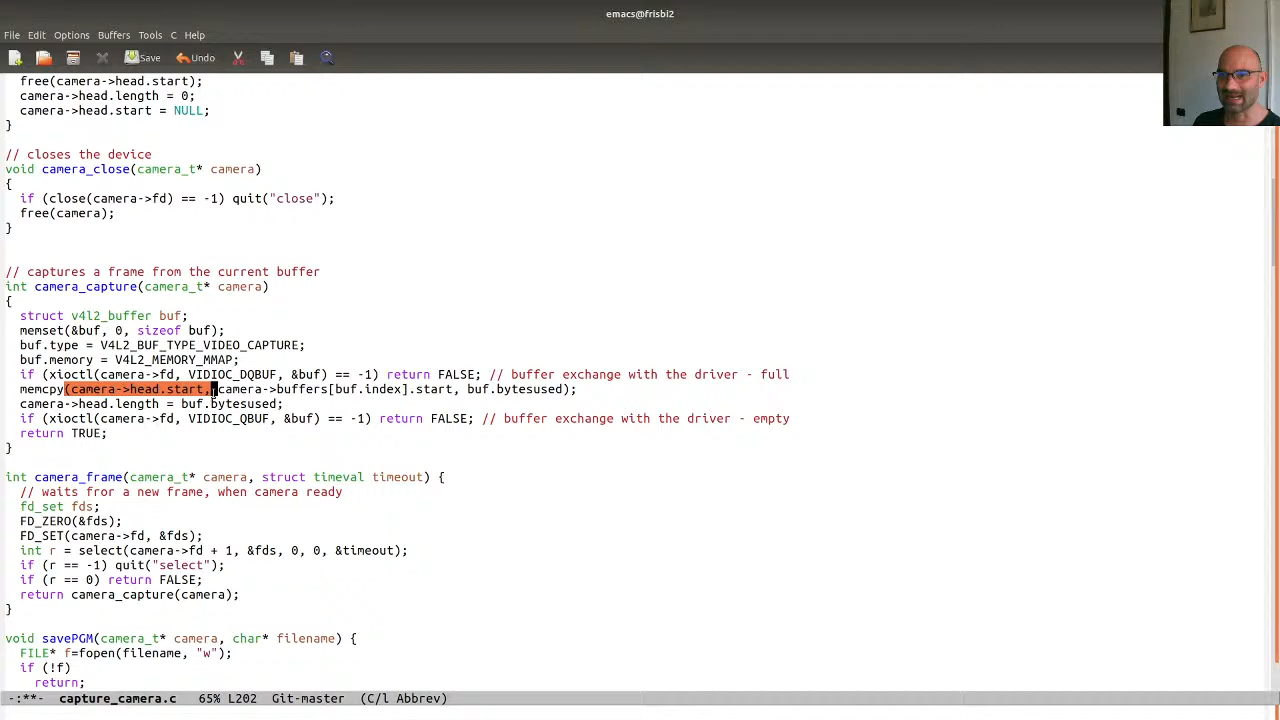 emacs@frisbi2
File Edit Options Buffers Tools C Help
Save Undo
free(camera->head.start);
camera->head.length = 0;
camera->head.start = NULL;
}
// closes the device
void camera_close(camera_t* camera)
{
if (close(camera->fd) == -1) quit("close");
free(camera);
}
// captures a frame from the current buffer
int camera_capture(camera_t* camera)
{
struct v4l2_buffer buf;
memset(&buf, 0, sizeof buf);
buf.type = V4L2_BUF_TYPE_VIDEO_CAPTURE;
buf.memory = V4L2_MEMORY_MMAP;
if (xioctl(camera->fd, VIDIOC_DQBUF, &buf) == -1) return FALSE; // buffer exchange with the driver - full
memcpy(camera->head.start, camera->buffers[buf.index].start, buf.bytesused);
camera->head.length = buf.bytesused;
if (xioctl(camera->fd, VIDIOC_QBUF, &buf) == -1) return FALSE; // buffer exchange with the driver - empty
return TRUE;
}
int camera_frame(camera_t* camera, struct timeval timeout) {
// waits fror a new frame, when camera ready
fd_set fds;
FD_ZERO(&fds);
FD_SET(camera->fd, &fds);
int r = select(camera->fd + 1, &fds, 0, 0, &timeout);
if (r == -1) quit("select");
if (r == 0) return FALSE;
return camera_capture(camera);
}
void savePGM(camera_t* camera, char* filename) {
FILE* f=fopen(filename, "w");
if (!f)
return;
-:**- capture_camera.c 65% L202 Git-master (C/l Abbrev)